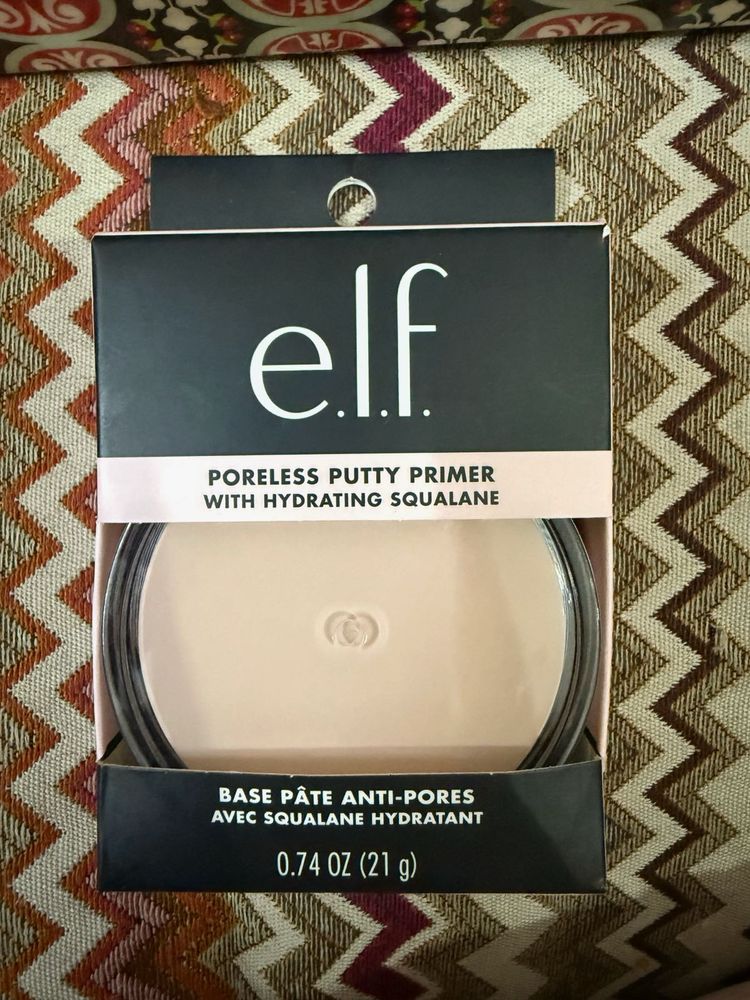 e.l.f.
PORELESS PUTTY PRIMER
WITH HYDRATING SQUALANE
BASE PÂTE ANTI-PORES
AVEC SQUALANE HYDRATANT
0.74 OZ (21 g)